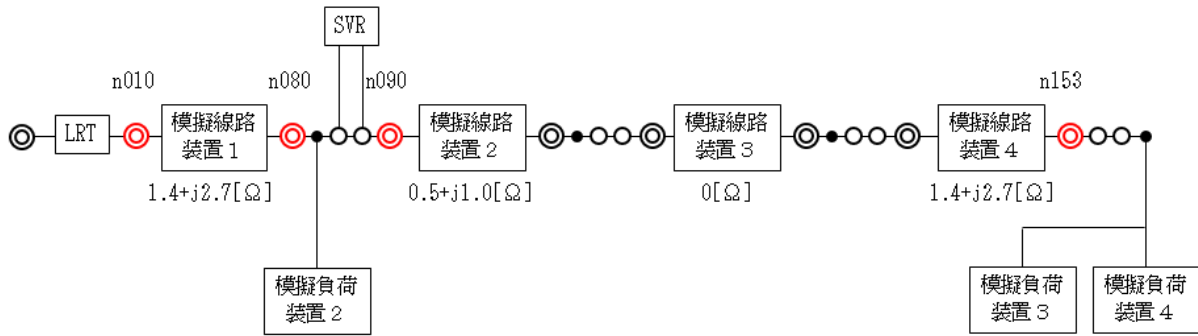 SVR
n010
n080
n090
n153
LRT
模擬線路
装置1
模擬線路
装置2
模擬線路
装置3
模擬線路
装置4
1.4+j2.7[Ω]
0.5+j1.0[Ω]
0[Ω]
1.4+j2.7[Ω]
模擬負荷
装置2
模擬負荷
装置3
模擬負荷
装置4